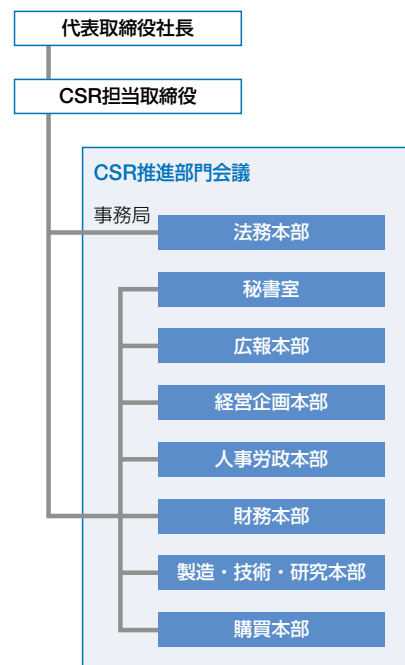 代表取締役社長
CSR担当取締役
CSR推進部門会議
事務局
法務本部
秘書室
広報本部
経営企画本部
人事労政本部
財務本部
製造・技術・研究本部
購買本部